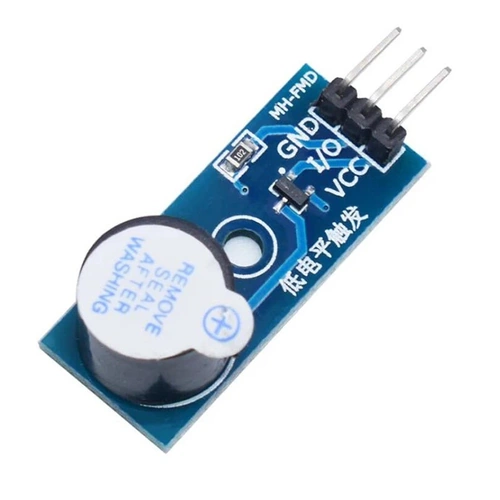 MH-FMD
GND
I/O
VCC
102
低电平触发
REMOVE
SEAL
AFTER
WASHING
+